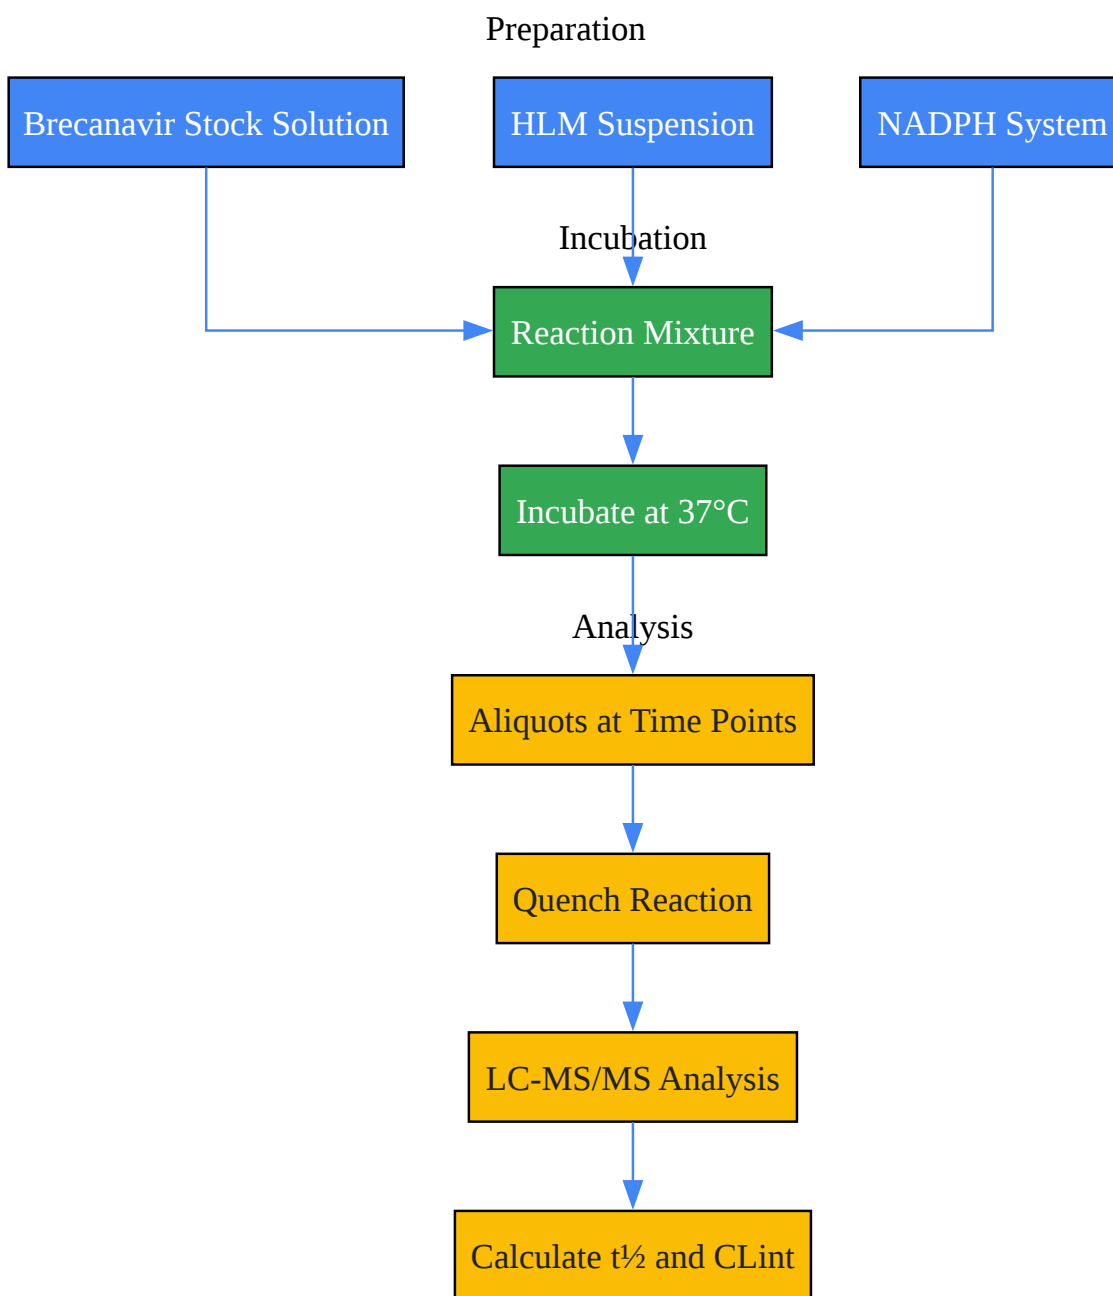 Preparation
Brecanavir Stock Solution
HLM Suspension
NADPH System
Incubation
Reaction Mixture
Incubate at 37°C
Analysis
Aliquots at Time Points
Quench Reaction
LC-MS/MS Analysis
Calculate t½ and CLint